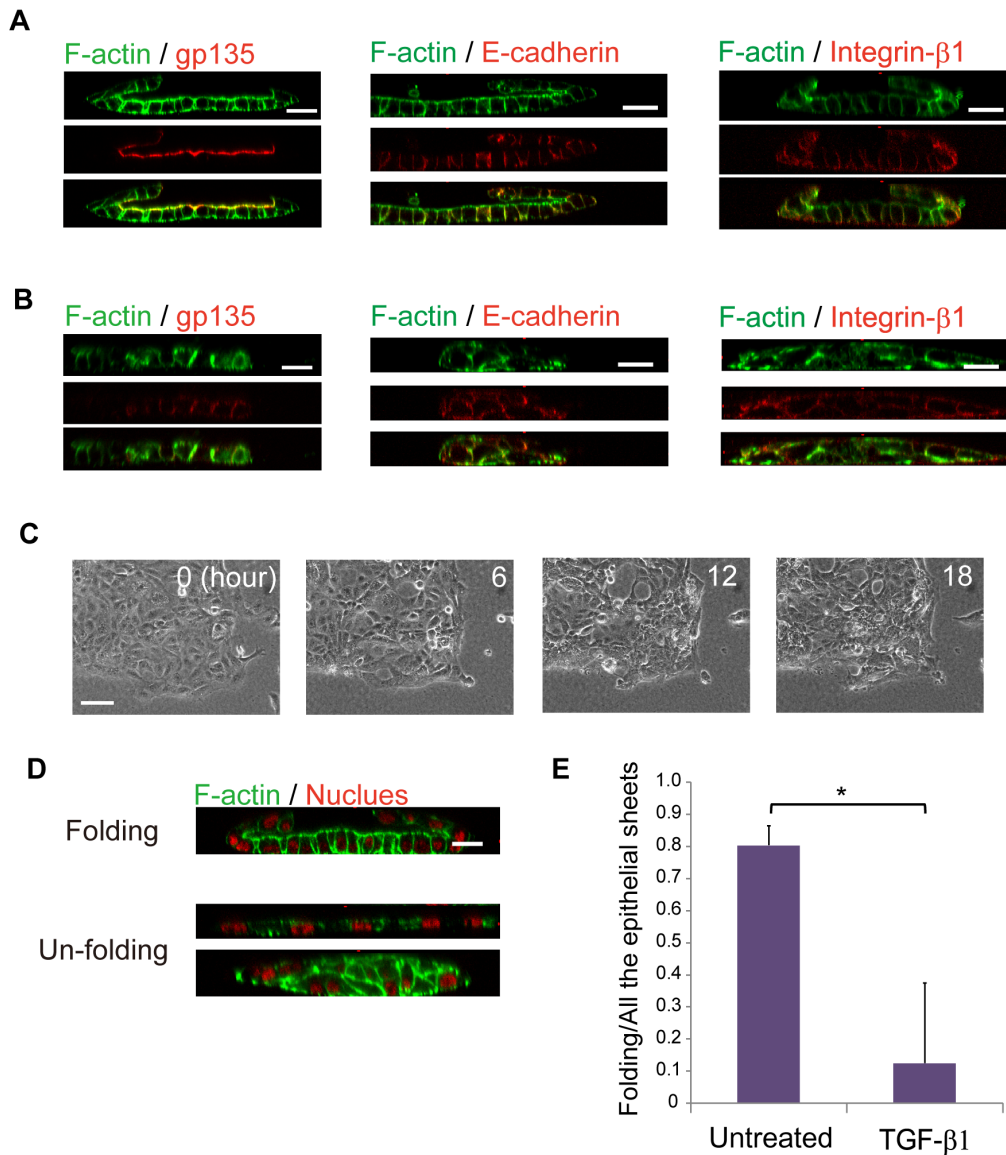 A
F-actin / gp135
F-actin / E-cadherin
F-actin / Integrin-β1
B
F-actin / gp135
F-actin / E-cadherin
F-actin / Integrin-β1
C
0 (hour)
6
12
18
D
F-actin / Nuclues
Folding
Un-folding
E
Folding/All the epithelial sheets
1.0
0.9
0.8
0.7
0.6
0.5
0.4
0.3
0.2
0.1
0
*
Untreated
TGF-β1